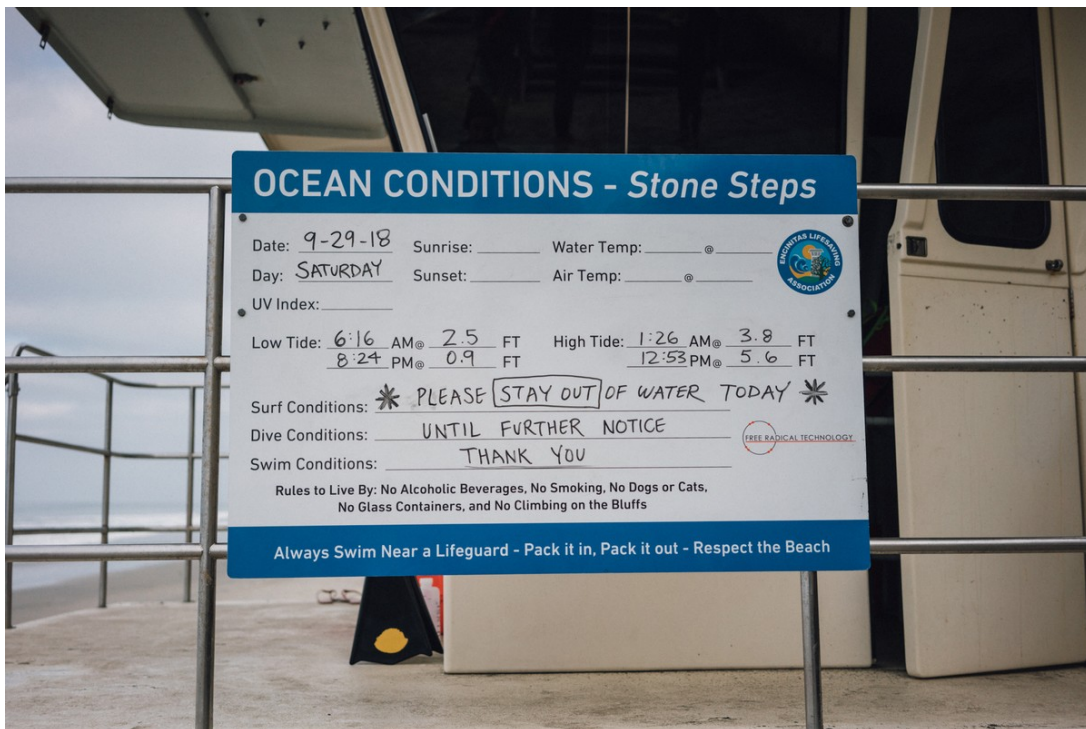 OCEAN CONDITIONS - Stone Steps
Date: 9-29-18 Sunrise: Water Temp: @
Day: SATURDAY Sunset: Air Temp: @
ENCINITAS LIFESAVING
ASSOCIATION
UV Index:
Low Tide: 6:16 AM@ 2.5 FT High Tide: 1:26 AM@ 3.8 FT
8:24 PM@ 0.9 FT 12:53 PM@ 5.6 FT
Surf Conditions: * PLEASE STAY OUT OF WATER TODAY *
Dive Conditions: UNTIL FURTHER NOTICE
FREE RADICAL TECHNOLOGY
Swim Conditions: THANK YOU
Rules to Live By: No Alcoholic Beverages, No Smoking, No Dogs or Cats,
No Glass Containers, and No Climbing on the Bluffs
Always Swim Near a Lifeguard - Pack it in, Pack it out - Respect the Beach